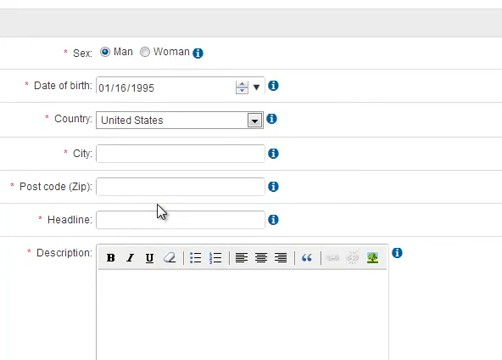 * Sex: Man Woman
* Date of birth: 01/16/1995
* Country: United States
* City:
* Post code (Zip):
* Headline:
* Description: B I U